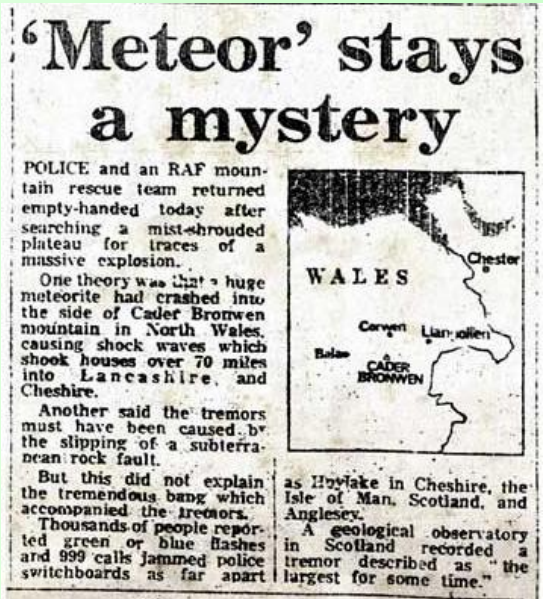 ‘Meteor’ stays
a mystery
POLICE and an RAF moun-
tain rescue team returned
empty-handed today after
searching a mist-shrouded
plateau for traces of a
massive explosion.
One theory was that a huge
meteorite had crashed into
the side of Cader Bronwen
mountain in North Wales,
causing shock waves which
shook houses over 70 miles
into Lancashire and
Cheshire.
Another said the tremors
must have been caused by
the slipping of a subterra-
nean rock fault.
But this did not explain
the tremendous bang which
accompanied the tremors.
Thousands of people repor-
ted green or blue flashes
and 999 calls jammed police
switchboards as far apart
as Hoylake in Cheshire, the
Isle of Man, Scotland, and
Anglesey.
A geological observatory
in Scotland recorded a
tremor described as “the
largest for some time.”
Chester
WALES
Corwen
Llangollen
Bala
CADER
BRONWEN